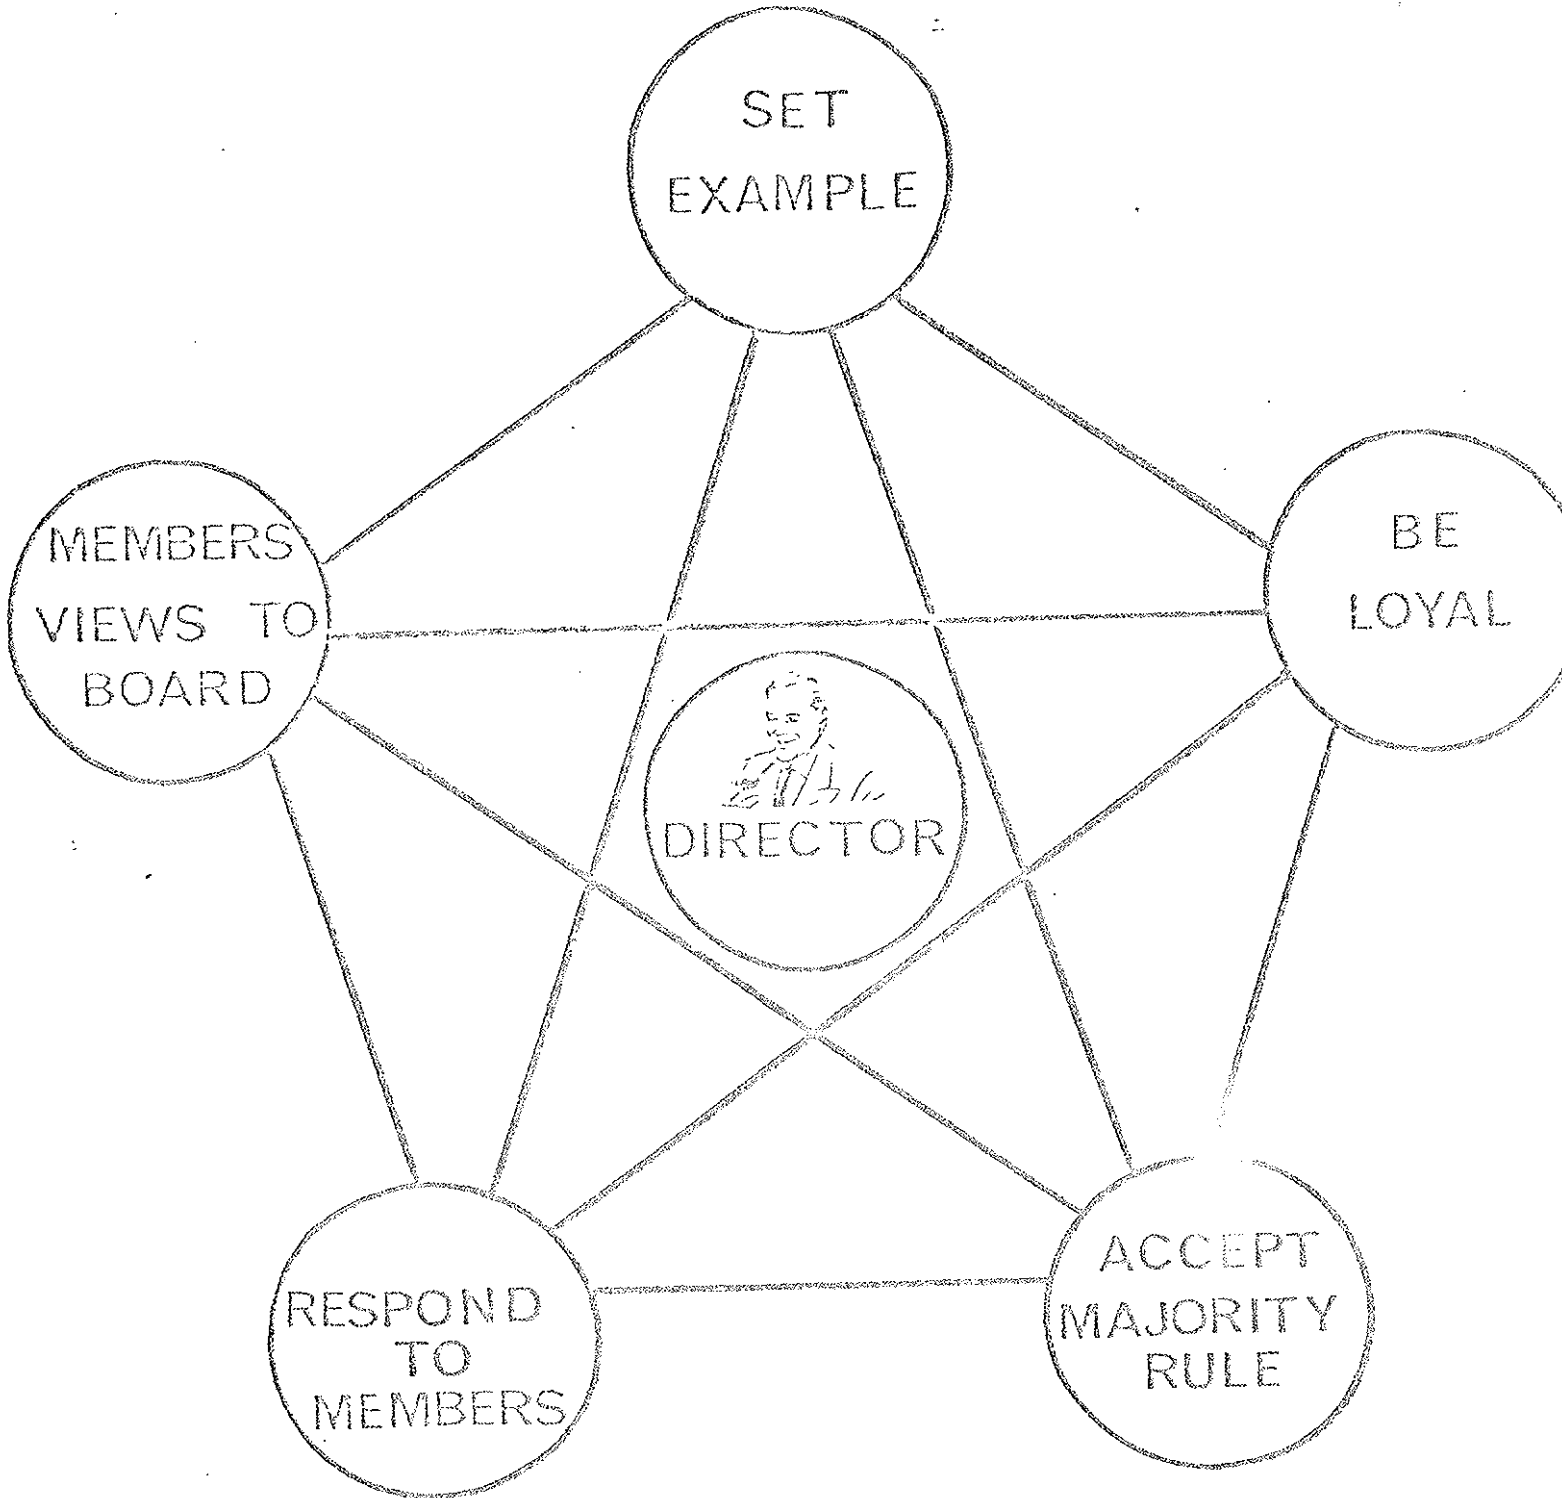 SET
EXAMPLE
MEMBERS
VIEWS TO
BOARD
BE
LOYAL
DIRECTOR
RESPOND
TO
MEMBERS
ACCEPT
MAJORITY
RULE